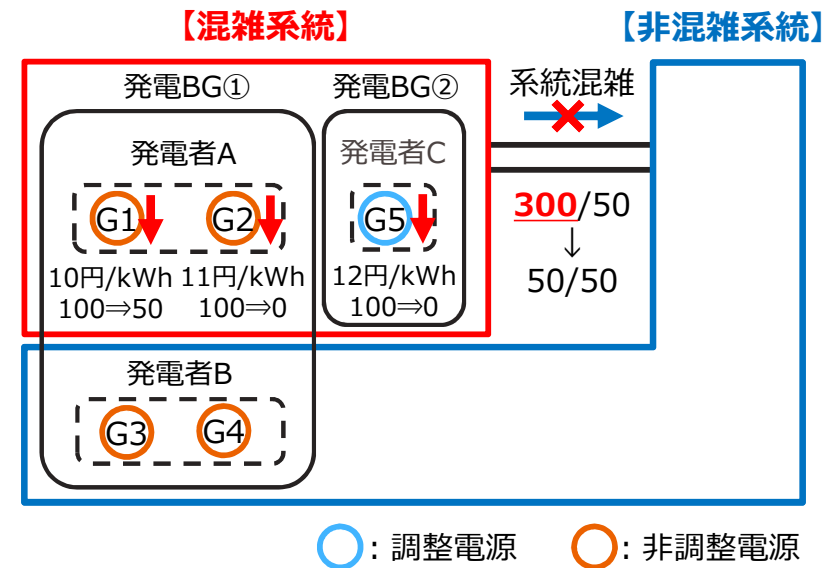 【混雑系統】
【非混雑系統】
発電BG①
発電BG②
系統混雑
発電者A
発電者C
G1
G2
G5
300/50
↓
50/50
10円/kWh
100⇒50
11円/kWh
100⇒0
12円/kWh
100⇒0
発電者B
G3
G4
：調整電源
：非調整電源